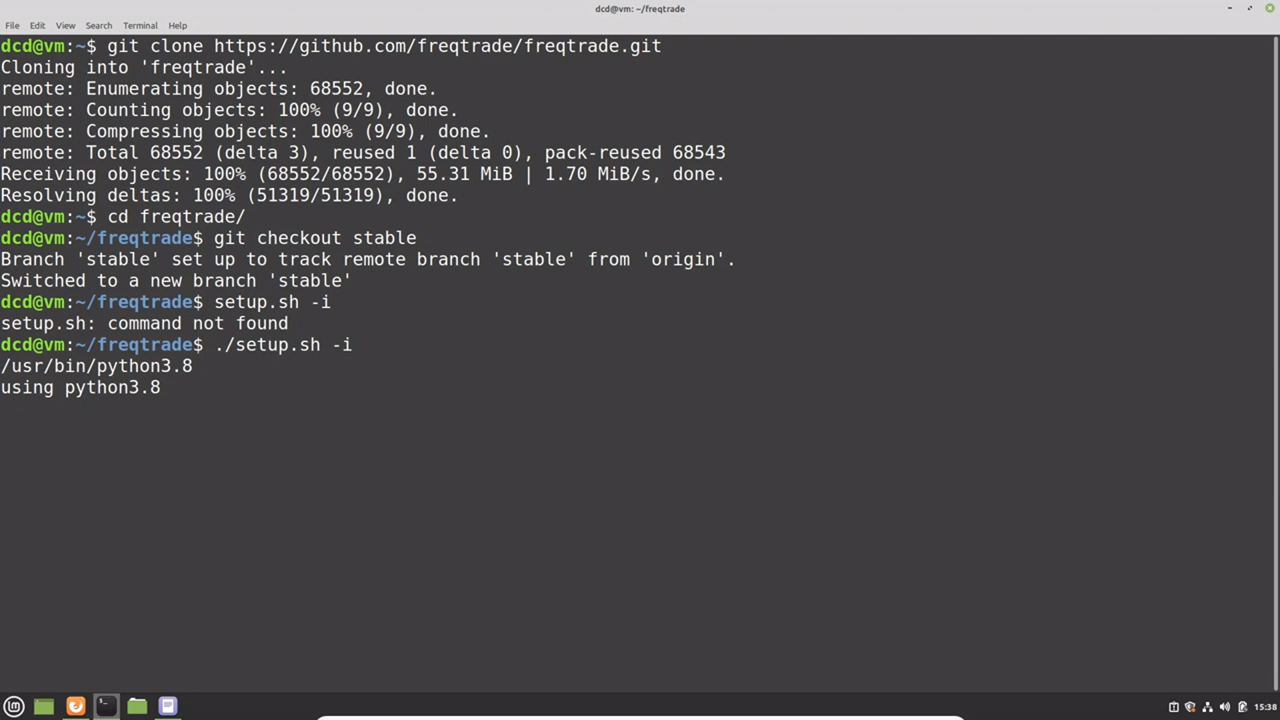 dcd@vm: ~/freqtrade
File Edit View Search Terminal Help
dcd@vm:~$ git clone https://github.com/freqtrade/freqtrade.git
Cloning into 'freqtrade'...
remote: Enumerating objects: 68552, done.
remote: Counting objects: 100% (9/9), done.
remote: Compressing objects: 100% (9/9), done.
remote: Total 68552 (delta 3), reused 1 (delta 0), pack-reused 68543
Receiving objects: 100% (68552/68552), 55.31 MiB | 1.70 MiB/s, done.
Resolving deltas: 100% (51319/51319), done.
dcd@vm:~$ cd freqtrade/
dcd@vm:~/freqtrade$ git checkout stable
Branch 'stable' set up to track remote branch 'stable' from 'origin'.
Switched to a new branch 'stable'
dcd@vm:~/freqtrade$ setup.sh -i
setup.sh: command not found
dcd@vm:~/freqtrade$ ./setup.sh -i
/usr/bin/python3.8
using python3.8
15:38